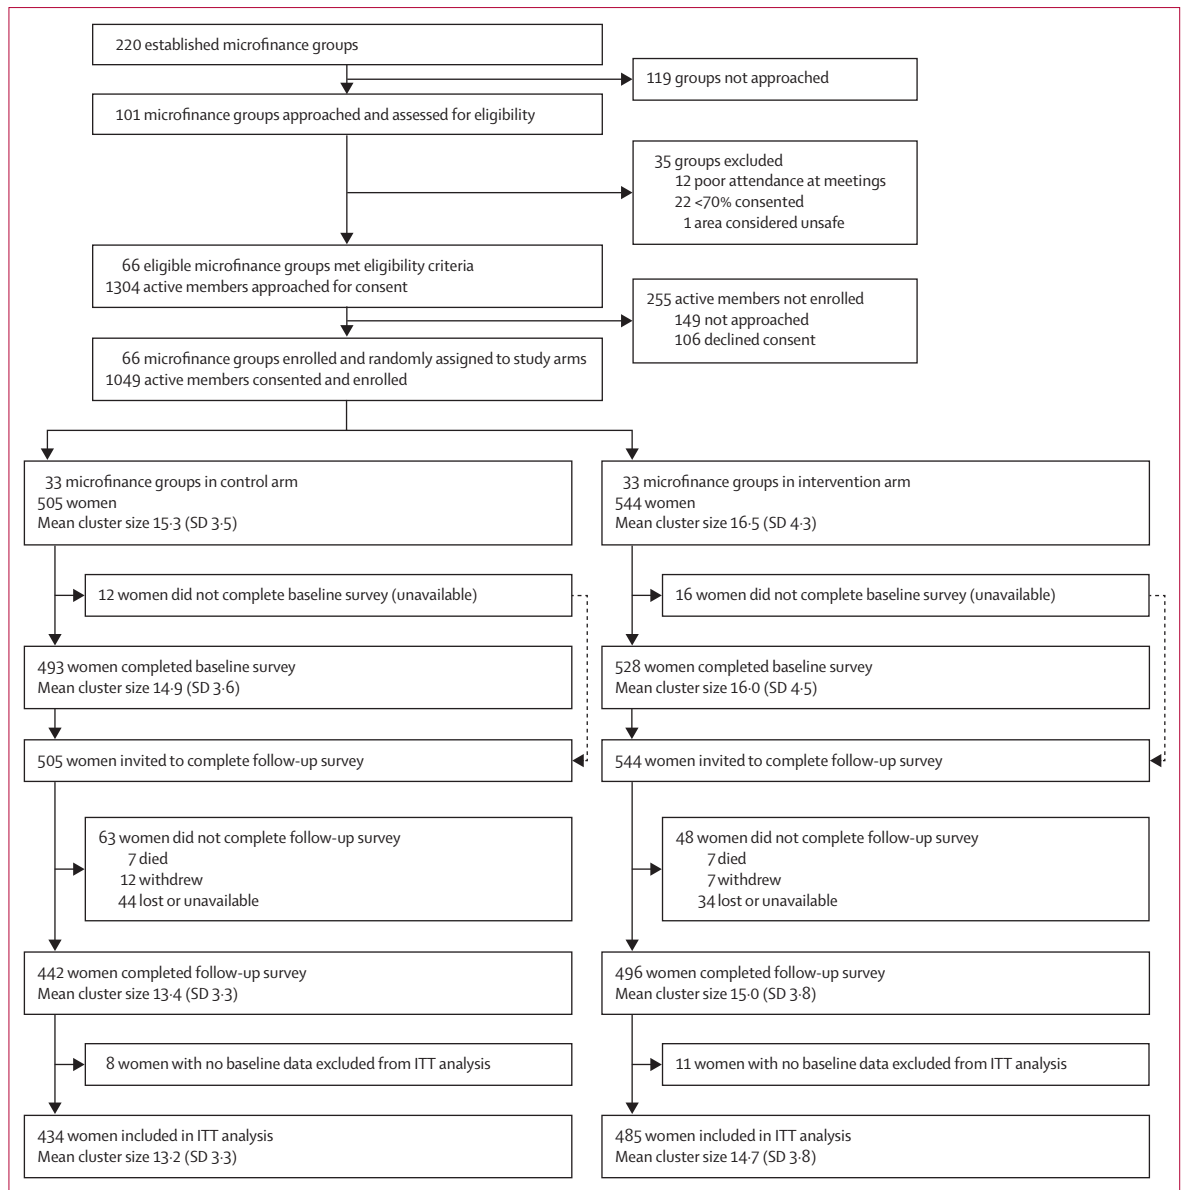 220 established microfinance groups
119 groups not approached
101 microfinance groups approached and assessed for eligibility
35 groups excluded
12 poor attendance at meetings
22 <70% consented
1 area considered unsafe
66 eligible microfinance groups met eligibility criteria
1304 active members approached for consent
255 active members not enrolled
149 not approached
106 declined consent
66 microfinance groups enrolled and randomly assigned to study arms
1049 active members consented and enrolled
33 microfinance groups in control arm
505 women
Mean cluster size 15·3 (SD 3·5)
33 microfinance groups in intervention arm
544 women
Mean cluster size 16·5 (SD 4·3)
12 women did not complete baseline survey (unavailable)
16 women did not complete baseline survey (unavailable)
493 women completed baseline survey
Mean cluster size 14·9 (SD 3·6)
528 women completed baseline survey
Mean cluster size 16·0 (SD 4·5)
505 women invited to complete follow-up survey
544 women invited to complete follow-up survey
63 women did not complete follow-up survey
7 died
12 withdrew
44 lost or unavailable
48 women did not complete follow-up survey
7 died
7 withdrew
34 lost or unavailable
442 women completed follow-up survey
Mean cluster size 13·4 (SD 3·3)
496 women completed follow-up survey
Mean cluster size 15·0 (SD 3·8)
8 women with no baseline data excluded from ITT analysis
11 women with no baseline data excluded from ITT analysis
434 women included in ITT analysis
Mean cluster size 13·2 (SD 3·3)
485 women included in ITT analysis
Mean cluster size 14·7 (SD 3·8)